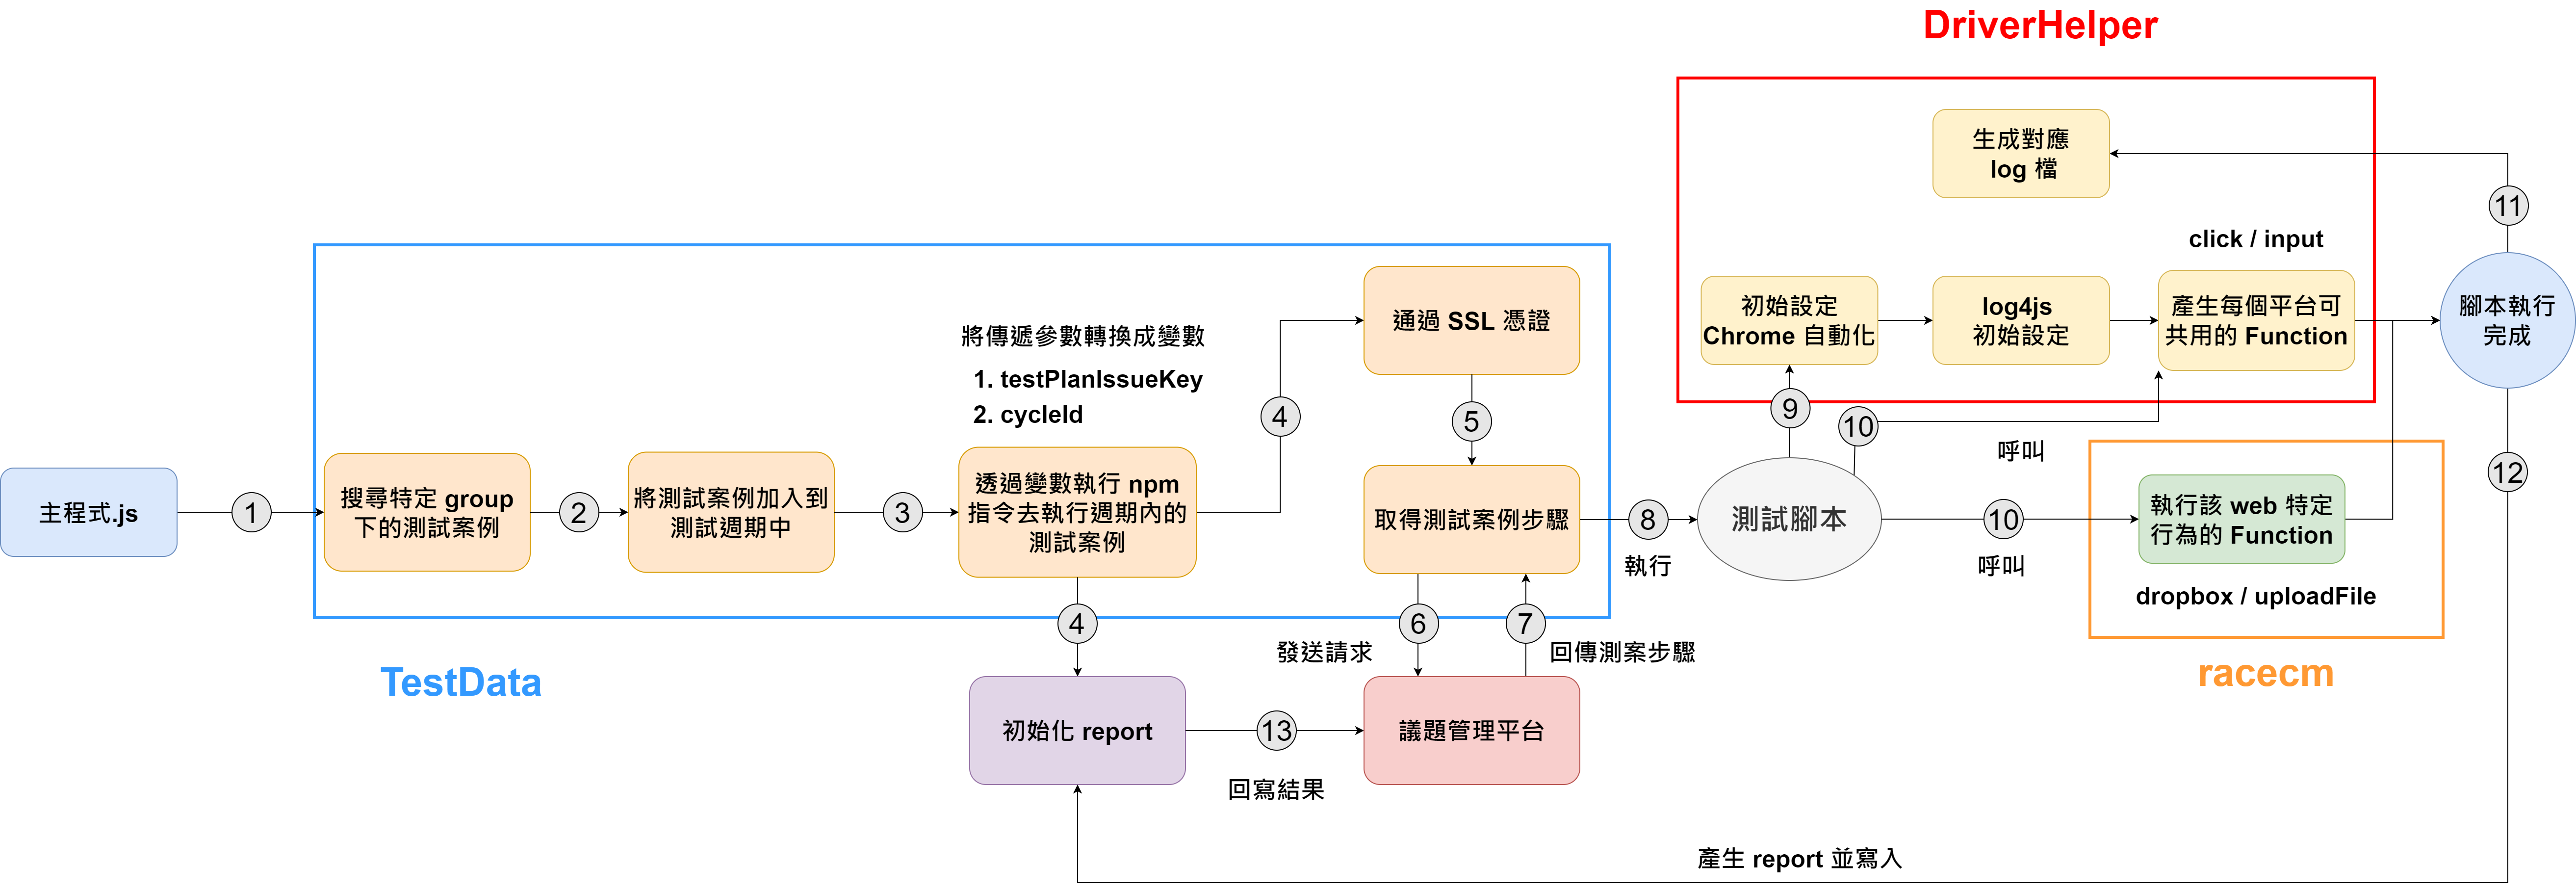 DriverHelper
生成對應
log 檔
11
click / input
初始設定
Chrome 自動化
log4js
初始設定
產生每個平台可
共用的 Function
腳本執行
完成
通過 SSL 憑證
將傳遞參數轉換成變數
1. testPlanIssueKey
2. cycleId
4
5
9
10
呼叫
12
主程式.js
1
搜尋特定 group
下的測試案例
2
將測試案例加入到
測試週期中
3
透過變數執行 npm
指令去執行週期內的
測試案例
取得測試案例步驟
8
執行
測試腳本
10
呼叫
執行該 web 特定
行為的 Function
dropbox / uploadFile
racecm
4
6
7
發送請求
回傳測案步驟
TestData
初始化 report
13
回寫結果
議題管理平台
產生 report 並寫入